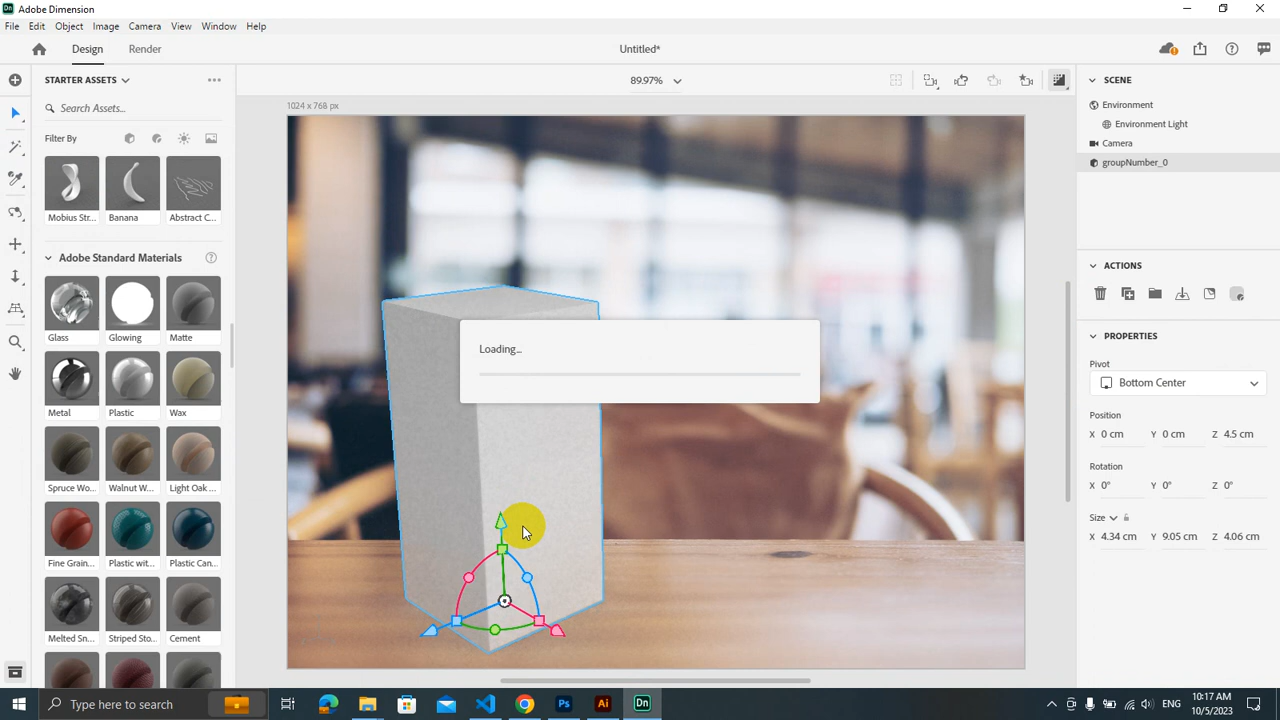 Dn Adobe Dimension
File Edit Object Image Camera View Window Help
Design Render Untitled*
STARTER ASSETS
Search Assets...
Filter By
Mobius Str... Banana Abstract C...
Adobe Standard Materials
Glass Glowing Matte
Metal Plastic Wax
Spruce Wo... Walnut W... Light Oak ...
Fine Grain... Plastic wit... Plastic Can...
Melted Sn... Striped Sto... Cement
89.97%
1024 x 768 px
Loading...
SCENE
Environment
Environment Light
Camera
groupNumber_0
ACTIONS
PROPERTIES
Pivot
Bottom Center
Position
X 0 cm Y 0 cm Z 4.5 cm
Rotation
X 0° Y 0° Z 0°
Size
X 4.34 cm Y 9.05 cm Z 4.06 cm
Type here to search
Ps Ai Dn
ENG
10:17 AM
10/5/2023